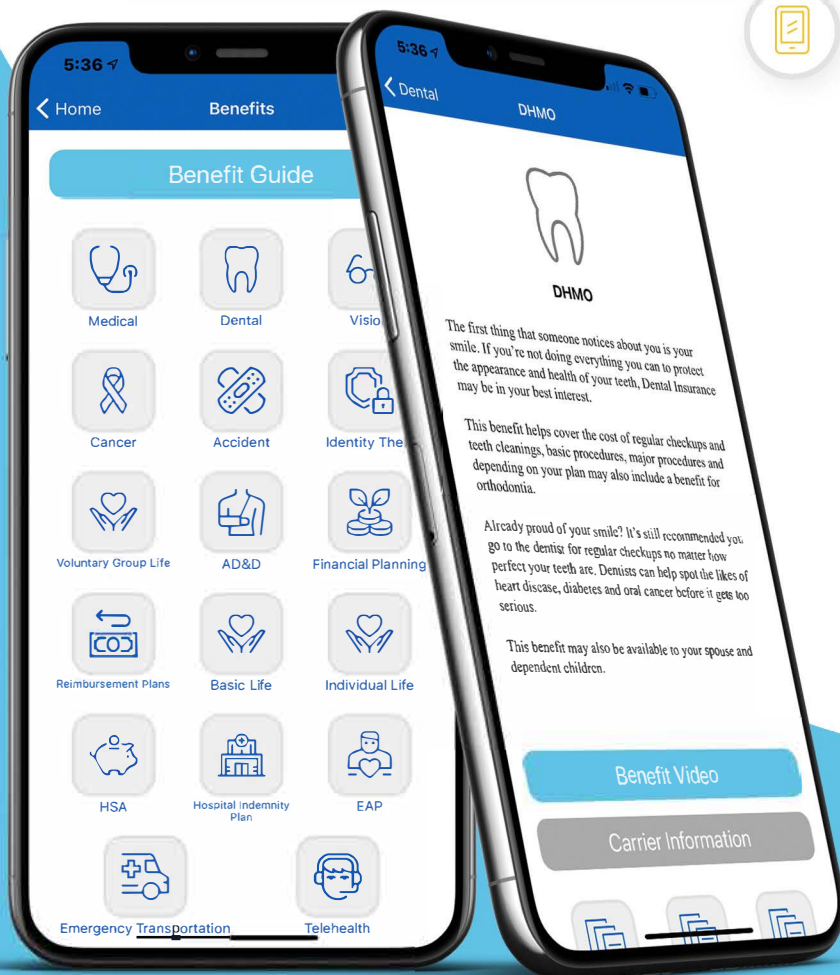 5:36
Home
Benefits
Benefit Guide
Medical
Dental
Visio
Cancer
Accident
Identity The
Voluntary Group Life
AD&D
Financial Planning
Reimbursement Plans
Basic Life
Individual Life
HSA
Hospital Indemnity
Plan
EAP
Emergency Transportation
Telehealth
5:36
Dental
DHMO
DHMO
The first thing that someone notices about you is your
smile. If you're not doing everything you can to protect
the appearance and health of your teeth, Dental Insurance
may be in your best interest.
This benefit helps cover the cost of regular checkups and
teeth cleanings, basic procedures, major procedures and
depending on your plan may also include a benefit for
orthodontia.
Already proud of your smile? It's still recommended you
go to the dentist for regular checkups no matter how
perfect your teeth are. Dentists can help spot the likes of
heart disease, diabetes and oral cancer before it gets too
serious.
This benefit may also be available to your spouse and
dependent children.
Benefit Video
Carrier Information